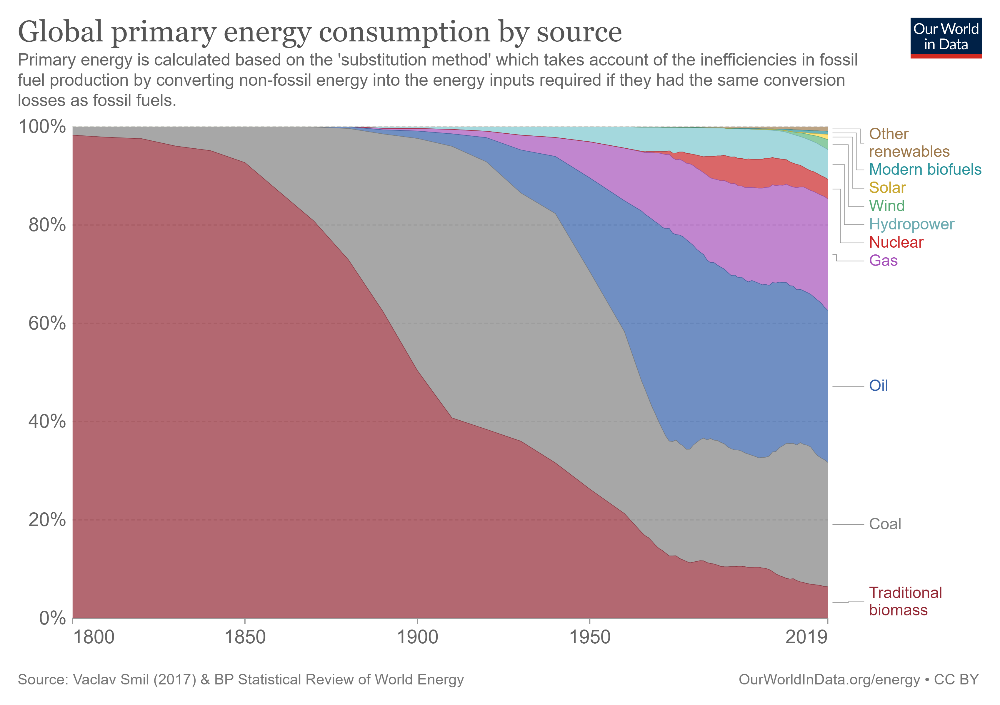 Global primary energy consumption by source
Our World
in Data
Primary energy is calculated based on the 'substitution method' which takes account of the inefficiencies in fossil
fuel production by converting non-fossil energy into the energy inputs required if they had the same conversion
losses as fossil fuels.
100%
80%
60%
40%
20%
0%
1800
1850
1900
1950
2019
Other
renewables
Modern biofuels
Solar
Wind
Hydropower
Nuclear
Gas
Oil
Coal
Traditional
biomass
Source: Vaclav Smil (2017) & BP Statistical Review of World Energy
OurWorldInData.org/energy • CC BY